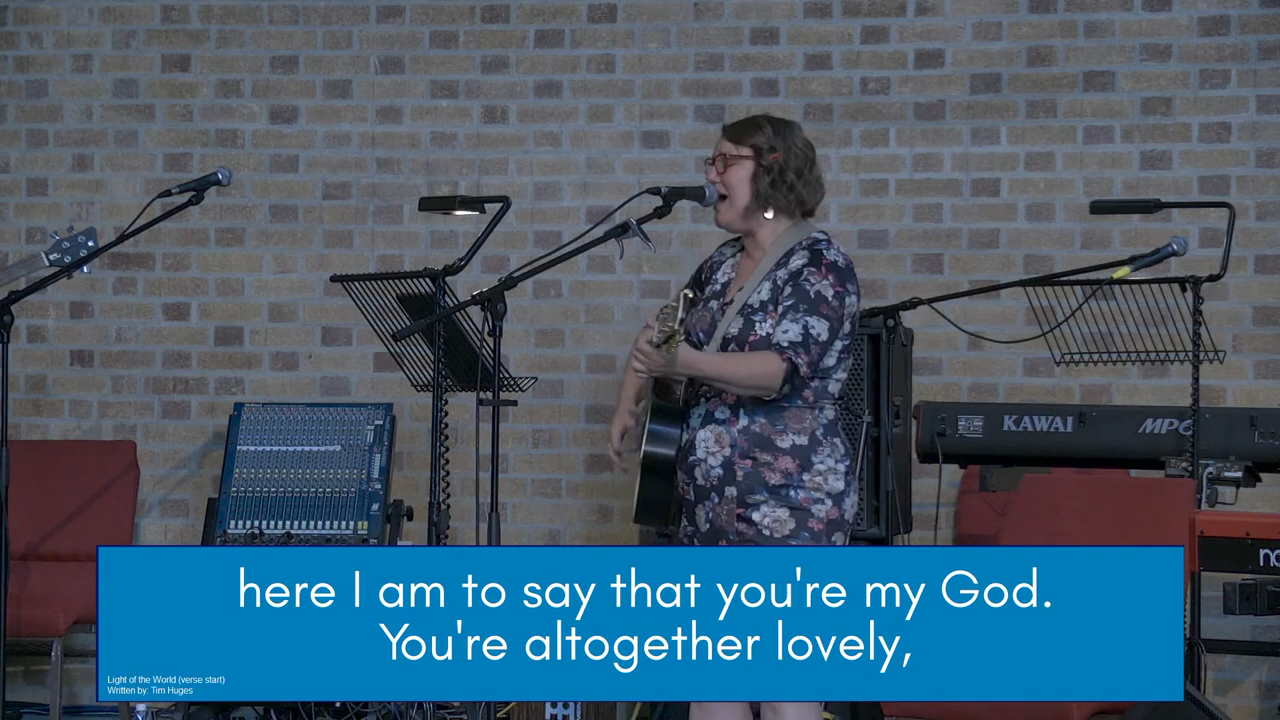 KAWAI
MP6
here I am to say that you're my God.
You're altogether lovely,
Light of the World (verse start)
Written by: Tim Huges